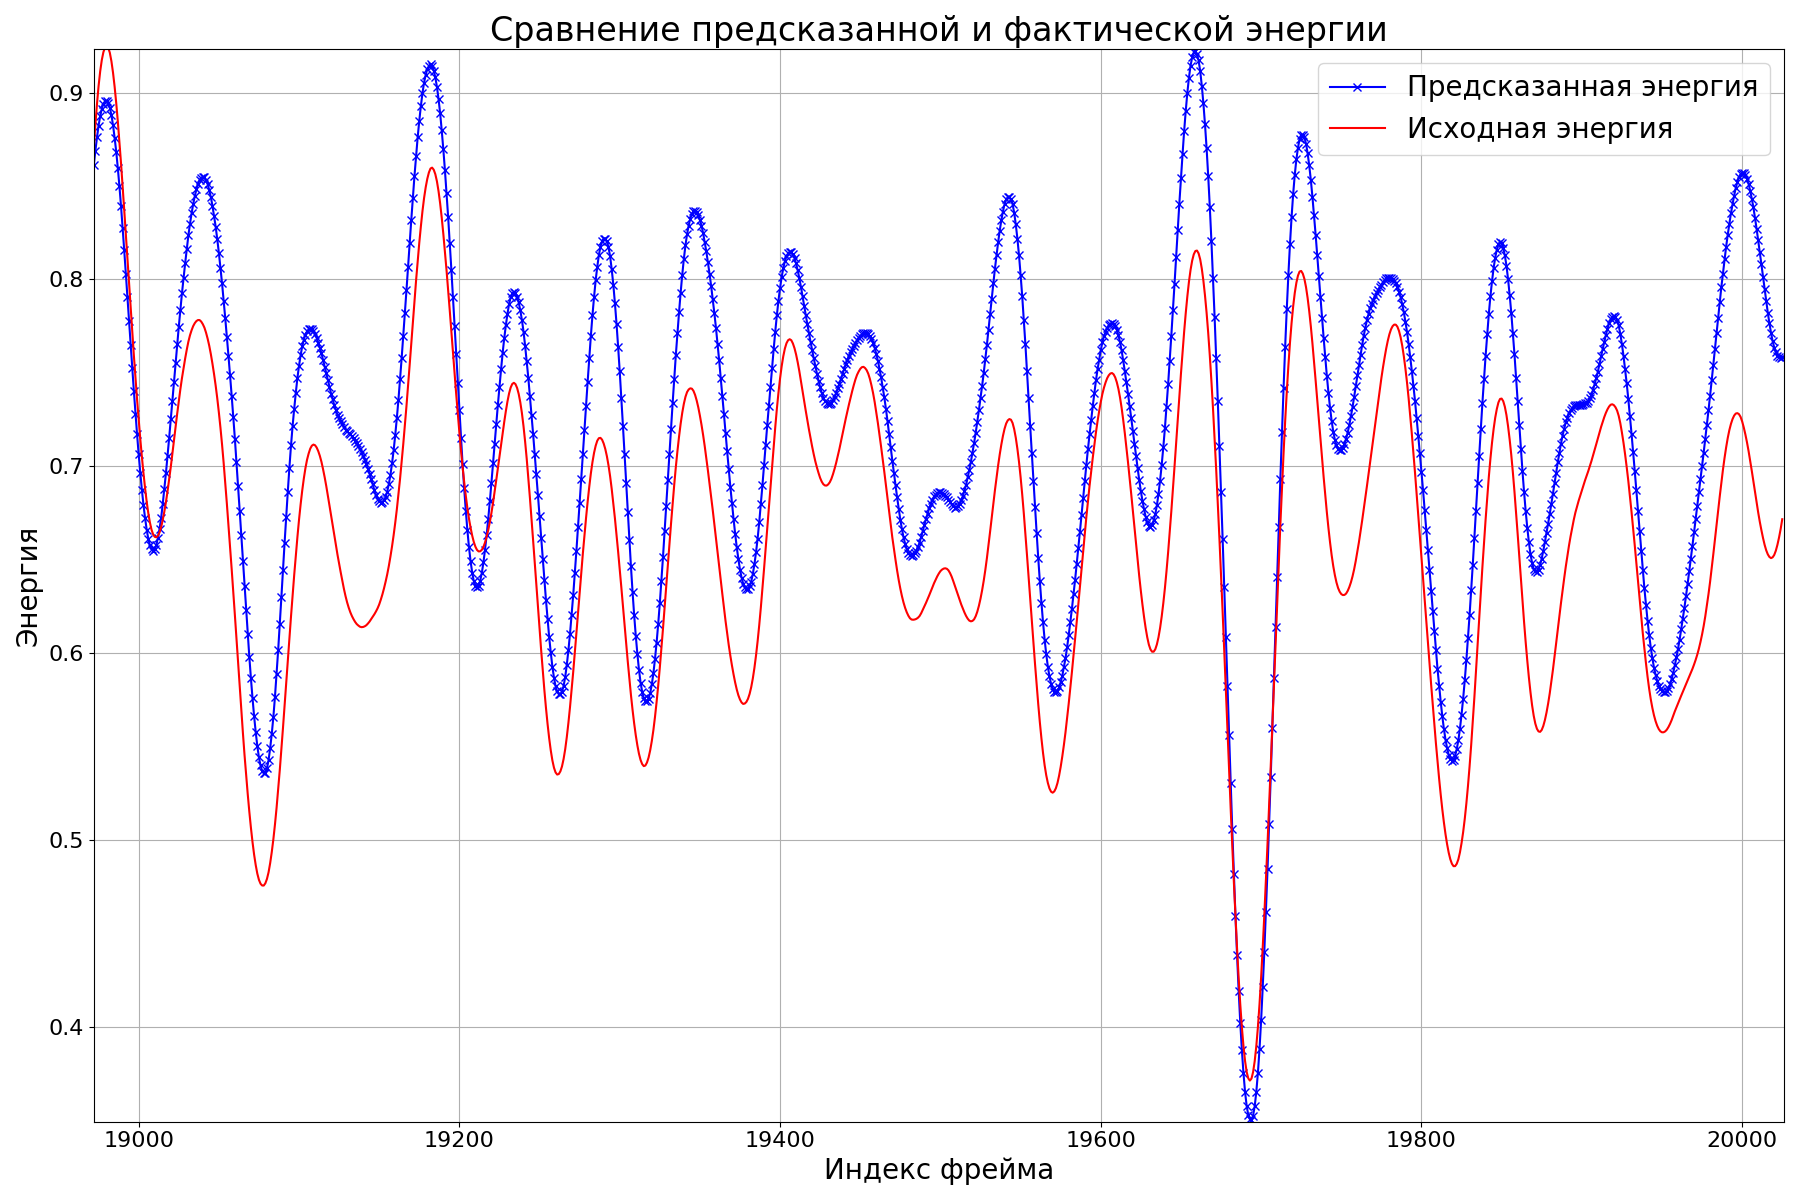 Сравнение предсказанной и фактической энергии
Предсказанная энергия
Исходная энергия
0.9
0.8
0.7
0.6
0.5
0.4
Энергия
19000 19200 19400 19600 19800 20000
Индекс фрейма